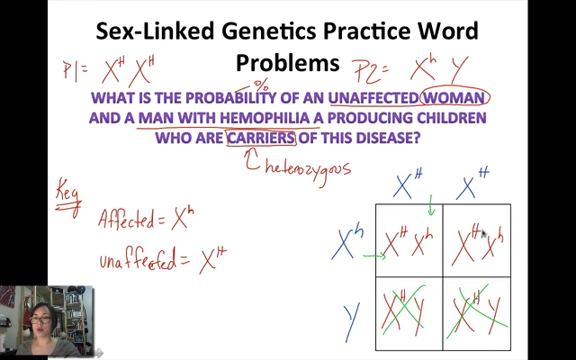 Sex-Linked Genetics Practice Word
Problems
P1= X^H X^H
P2= X^h Y
%
WHAT IS THE PROBABILITY OF AN UNAFFECTED WOMAN
AND A MAN WITH HEMOPHILIA A PRODUCING CHILDREN
WHO ARE CARRIERS OF THIS DISEASE?
heterozygous
Key
Affected = X^h
unaffected = X^H
X^H X^H
X^h X^H X^h X^H X^h
Y X^H Y X^H Y